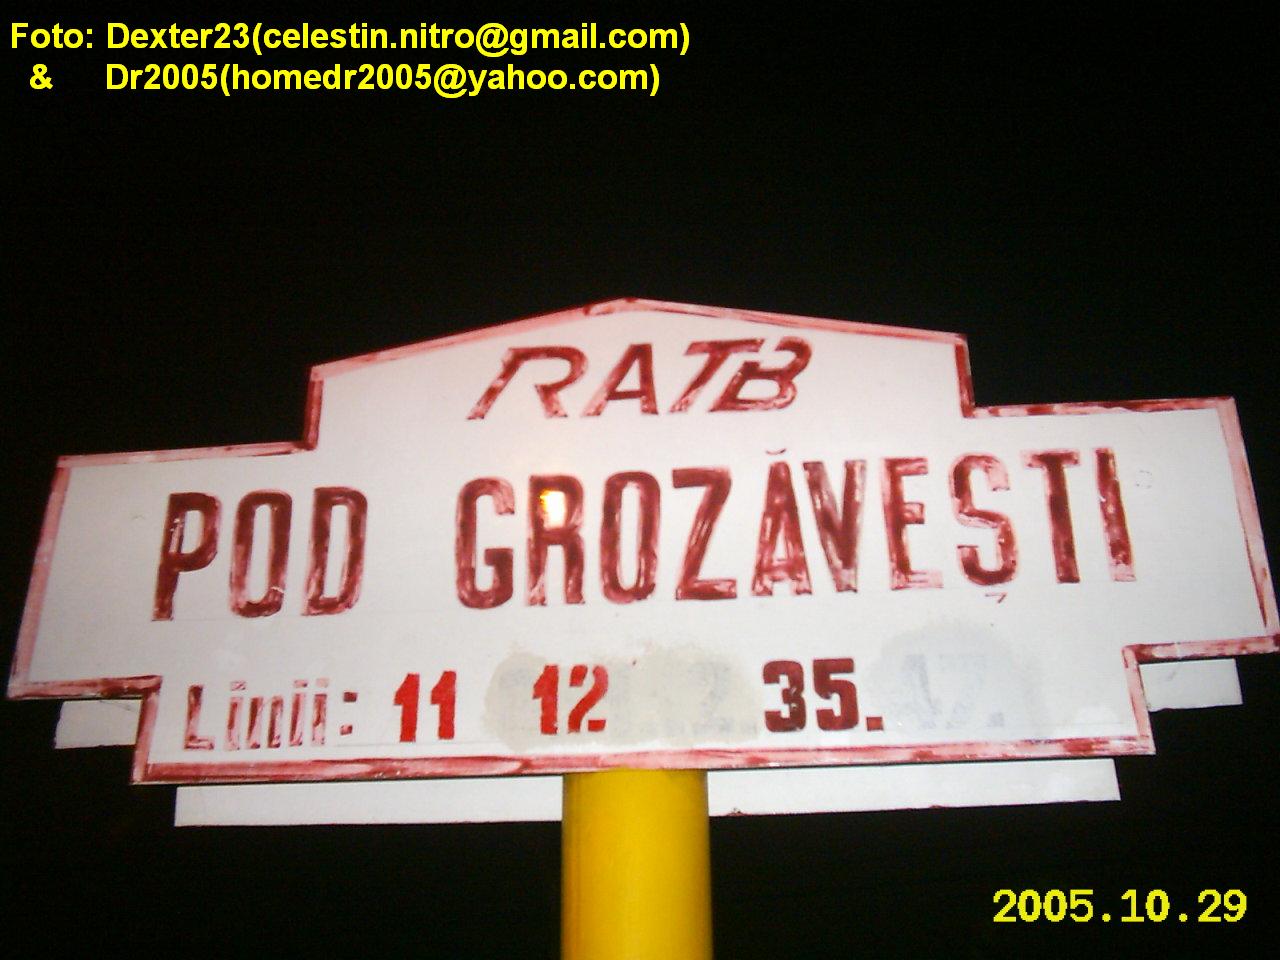 Foto: Dexter23(celestin.nitro@gmail.com)
& Dr2005(homedr2005@yahoo.com)
RATB
POD GROZĂVEȘTI
Linii: 11 12 35.
2005.10.29